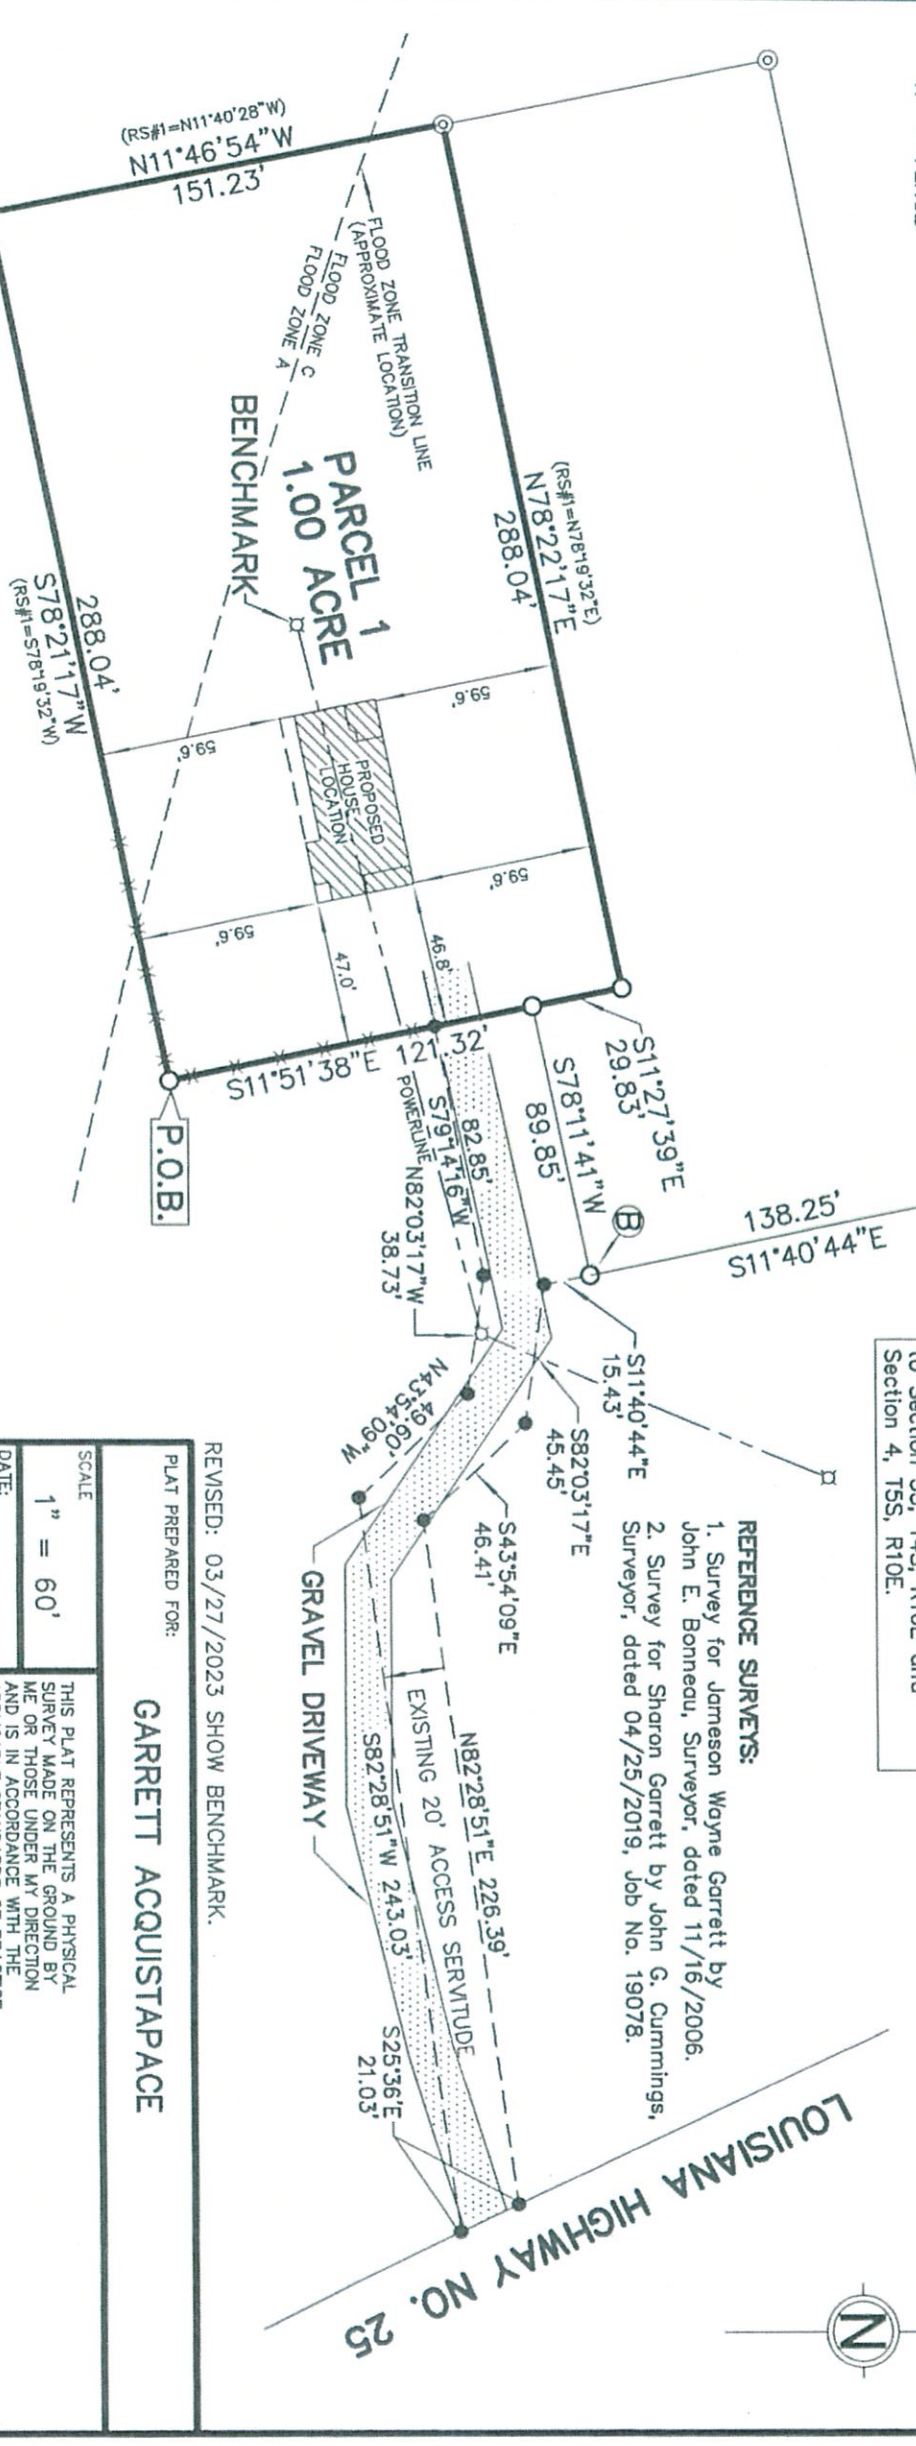 (RS#1=N11°40'28"W)
N11°46'54"W
151.23'
FLOOD ZONE TRANSITION LINE
(APPROXIMATE LOCATION)
FLOOD ZONE C
FLOOD ZONE A
BENCHMARK
PARCEL 1
1.00 ACRE
(RS#1=N78°19'32"E)
N78°22'17"E
288.04'
288.04'
S78°21'17"W
(RS#1=S78°19'32"W)
59.6'
59.6'
59.6'
59.6'
PROPOSED
HOUSE
LOCATION
46.8'
47.0'
S11°51'38"E 121.32'
P.O.B.
S11°27'39"E
29.83'
S78°11'41"W
89.85'
B
138.25'
S11°40'44"E
82.85'
S79°14'16"W
POWERLINE
N82°03'17"W
38.73'
S11°40'44"E
15.43'
S82°03'17"E
45.45'
S43°54'09"E
46.41'
N43°54'09"W
49.60'
GRAVEL DRIVEWAY
EXISTING 20' ACCESS SERVITUDE
N82°28'51"E 226.39'
S82°28'51"W 243.03'
S25°36'E
21.03'
LOUISIANA HIGHWAY NO. 25
N
Section 4, T5S, R10E.
REFERENCE SURVEYS:
1. Survey for Jameson Wayne Garrett by
John E. Bonneau, Surveyor, dated 11/16/2006.
2. Survey for Sharon Garrett by John G. Cummings,
Surveyor, dated 04/25/2019, Job No. 19078.
REVISED: 03/27/2023 SHOW BENCHMARK.
PLAT PREPARED FOR:
GARRETT ACQUISTAPACE
SCALE
1" = 60'
DATE:
THIS PLAT REPRESENTS A PHYSICAL
SURVEY MADE ON THE GROUND BY
ME OR THOSE UNDER MY DIRECTION
AND IS IN ACCORDANCE WITH THE